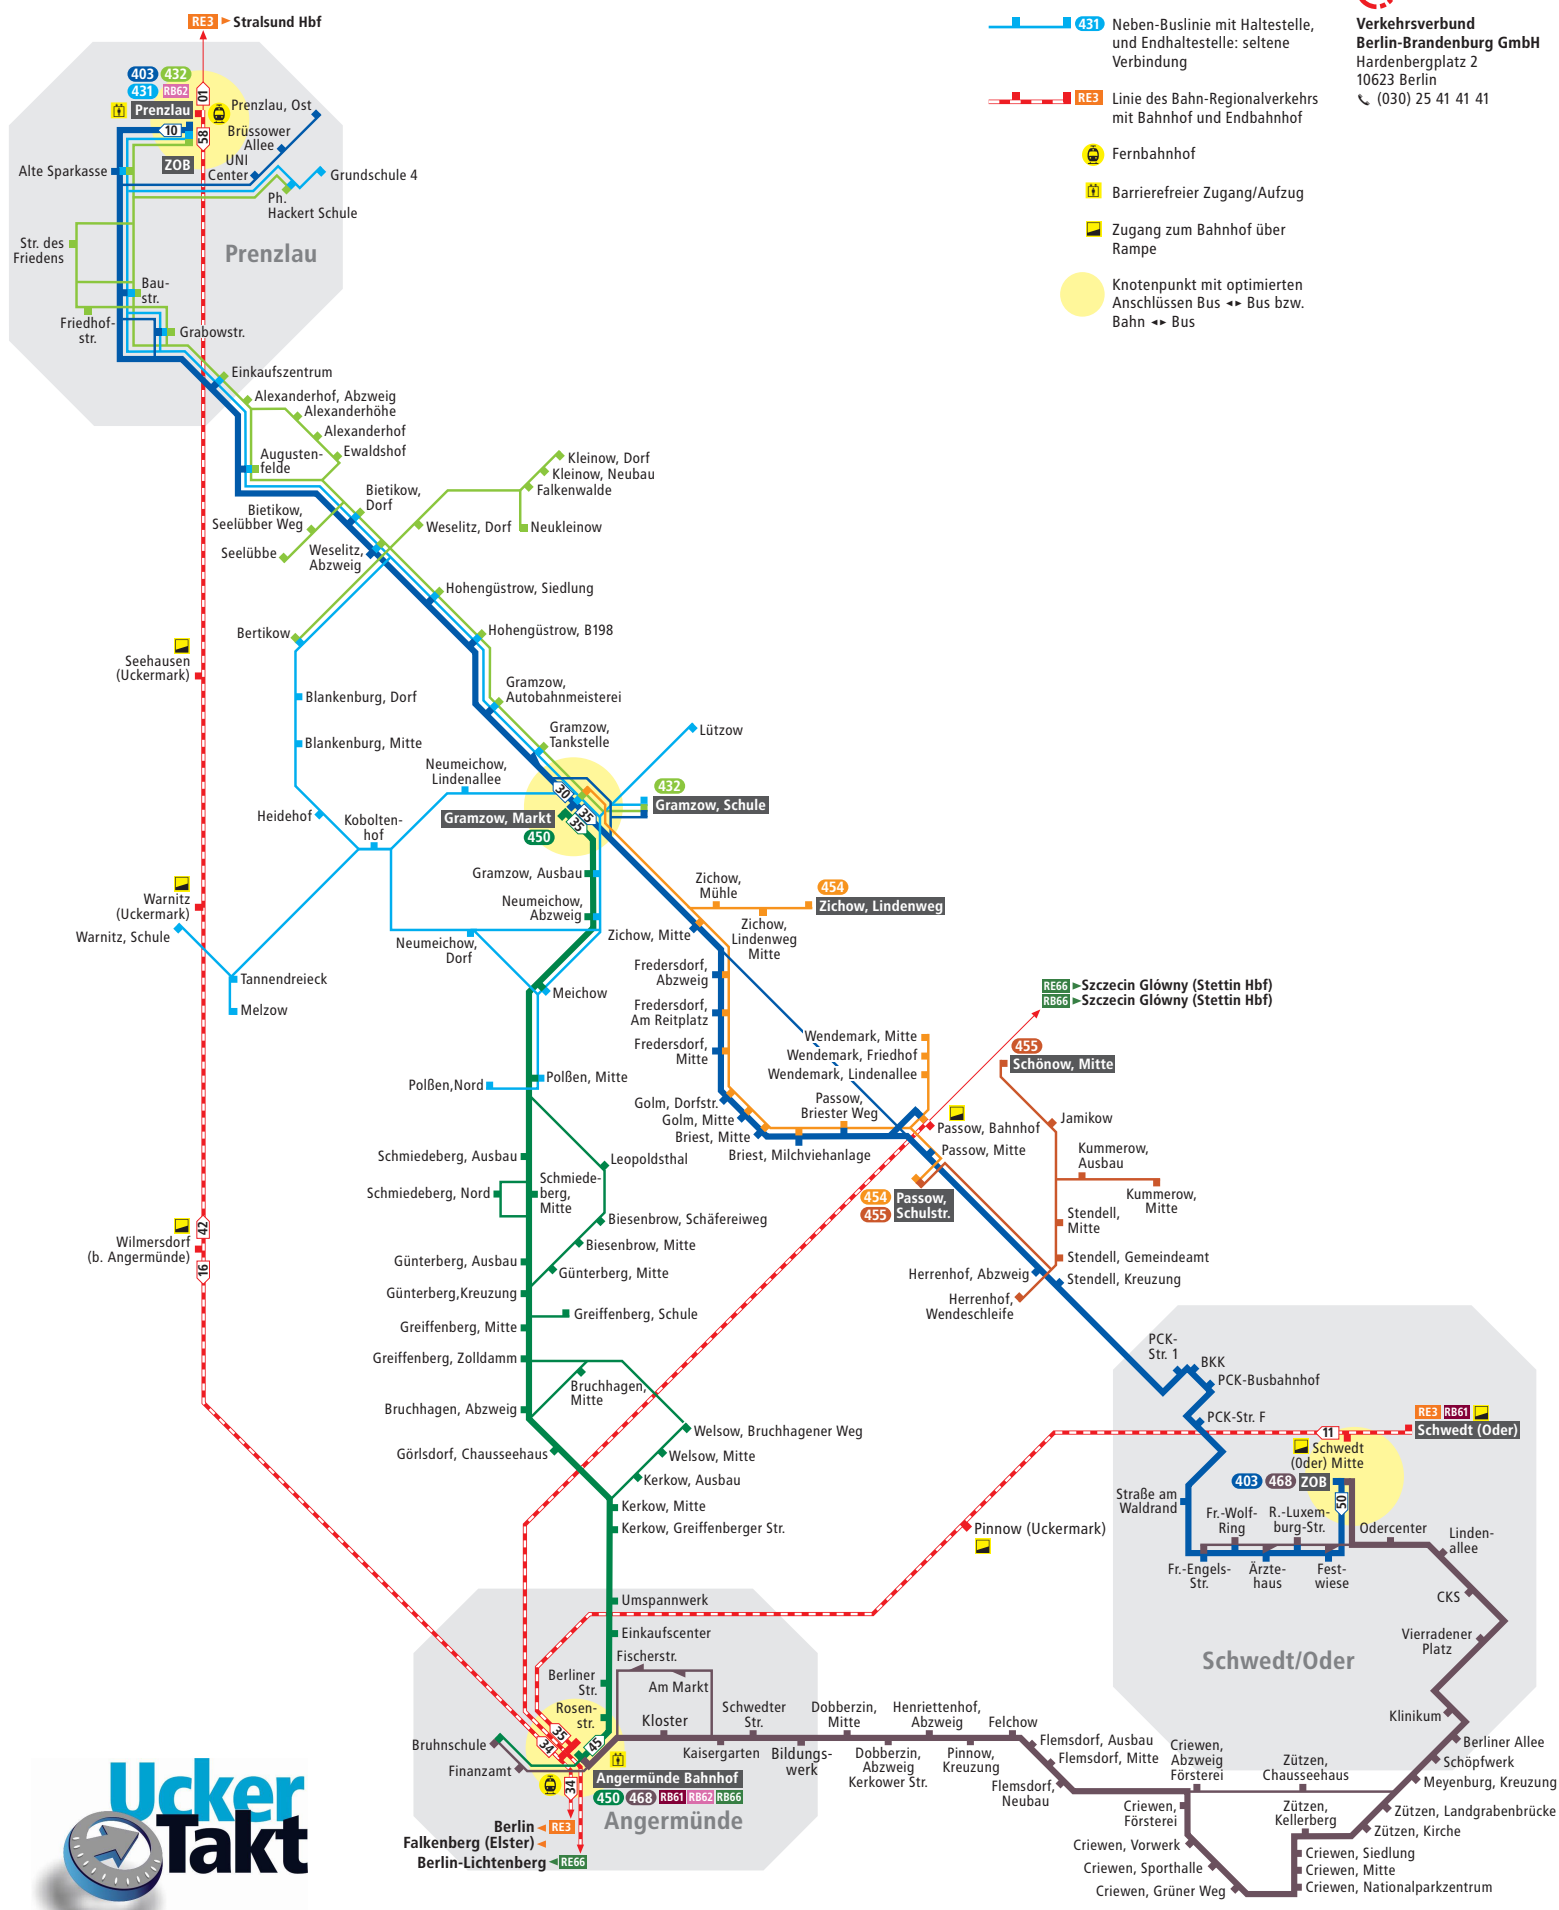 RE3 ► Stralsund Hbf
431 Neben-Buslinie mit Haltestelle,
und Endhaltestelle: seltene
Verbindung
RE3 Linie des Bahn-Regionalverkehrs
mit Bahnhof und Endbahnhof
Fernbahnhof
Barrierefreier Zugang/Aufzug
Zugang zum Bahnhof über
Rampe
Knotenpunkt mit optimierten
Anschlüssen Bus ◄► Bus bzw.
Bahn ◄► Bus
Verkehrsverbund
Berlin-Brandenburg GmbH
Hardenbergplatz 2
10623 Berlin
(030) 25 41 41 41
403 432
431 RB62
Prenzlau
01
58
10
ZOB
Prenzlau, Ost
Brüssower
Allee
UNI
Center
Alte Sparkasse
Grundschule 4
Ph.
Hackert Schule
Str. des
Friedens
Prenzlau
Bau-
str.
Friedhof-
str.
Grabowstr.
Einkaufszentrum
Alexanderhof, Abzweig
Alexanderhöhe
Alexanderhof
Ewaldshof
Augusten-
felde
Bietikow,
Dorf
Bietikow,
Seelübber Weg
Seelübbe
Weselitz,
Abzweig
Kleinow, Dorf
Kleinow, Neubau
Falkenwalde
Weselitz, Dorf
Neukleinow
Hohengüstrow, Siedlung
Bertikow
Hohengüstrow, B198
Seehausen
(Uckermark)
Blankenburg, Dorf
Gramzow,
Autobahnmeisterei
Blankenburg, Mitte
Gramzow,
Tankstelle
Lützow
Neumeichow,
Lindenallee
432
Gramzow, Schule
Heidehof
Kobolten-
hof
Gramzow, Markt
450
30
35
35
Gramzow, Ausbau
Neumeichow,
Abzweig
Zichow,
Mühle
454
Zichow, Lindenweg
Zichow,
Lindenweg
Mitte
Zichow, Mitte
Warnitz
(Uckermark)
Warnitz, Schule
Neumeichow,
Dorf
Tannendreieck
Melzow
Meichow
Fredersdorf,
Abzweig
Fredersdorf,
Am Reitplatz
Fredersdorf,
Mitte
RE66 ►Szczecin Glówny (Stettin Hbf)
RB66 ►Szczecin Glówny (Stettin Hbf)
Wendemark, Mitte
Wendemark, Friedhof
Wendemark, Lindenallee
455
Schönow, Mitte
Polßen,Nord
Polßen, Mitte
Golm, Dorfstr.
Golm, Mitte
Briest, Mitte
Passow,
Briester Weg
Briest, Milchviehanlage
Passow, Bahnhof
Passow, Mitte
Jamikow
Kummerow,
Ausbau
Kummerow,
Mitte
Schmiedeberg, Ausbau
Leopoldsthal
Schmiedeberg, Nord
Schmiede-
berg,
Mitte
454
455
Passow,
Schulstr.
Stendell,
Mitte
Biesenbrow, Schäfereiweg
Biesenbrow, Mitte
Wilmersdorf
(b. Angermünde)
42
16
Günterberg, Ausbau
Günterberg, Mitte
Stendell, Gemeindeamt
Stendell, Kreuzung
Herrenhof, Abzweig
Herrenhof,
Wendeschleife
Günterberg,Kreuzung
Greiffenberg, Schule
Greiffenberg, Mitte
Greiffenberg, Zolldamm
Bruchhagen,
Mitte
Bruchhagen, Abzweig
Welsow, Bruchhagener Weg
Görlsdorf, Chausseehaus
Welsow, Mitte
Kerkow, Ausbau
Kerkow, Mitte
Kerkow, Greiffenberger Str.
PCK-
Str. 1
BKK
PCK-Busbahnhof
PCK-Str. F
RE3 RB61
Schwedt (Oder)
11
Schwedt
(Oder) Mitte
403 468 ZOB
50
Straße am
Waldrand
Fr.-Wolf-
Ring
R.-Luxem-
burg-Str.
Odercenter
Linden-
allee
Fr.-Engels-
Str.
Ärzte-
haus
Fest-
wiese
CKS
Vierradener
Platz
Schwedt/Oder
Pinnow (Uckermark)
Umspannwerk
Einkaufscenter
Fischerstr.
Am Markt
Berliner
Str.
Rosen-
str.
Kloster
Schwedter
Str.
Dobberzin,
Mitte
Henriettenhof,
Abzweig
Felchow
Klinikum
Bruhnschule
Finanzamt
35
34
45
34
Kaisergarten
Bildungs-
werk
Dobberzin,
Abzweig
Kerkower Str.
Pinnow,
Kreuzung
Flemsdorf, Ausbau
Flemsdorf, Mitte
Flemsdorf,
Neubau
Angermünde Bahnhof
450 468 RB61 RB62 RB66
Angermünde
Berlin ◄ RE3
Falkenberg (Elster) ◄
Berlin-Lichtenberg ◄ RE66
Criewen,
Abzweig
Försterei
Zützen,
Chausseehaus
Berliner Allee
Schöpfwerk
Meyenburg, Kreuzung
Criewen,
Försterei
Zützen,
Kellerberg
Zützen, Landgrabenbrücke
Zützen, Kirche
Criewen, Vorwerk
Criewen, Sporthalle
Criewen, Grüner Weg
Criewen, Siedlung
Criewen, Mitte
Criewen, Nationalparkzentrum
Ucker
Takt